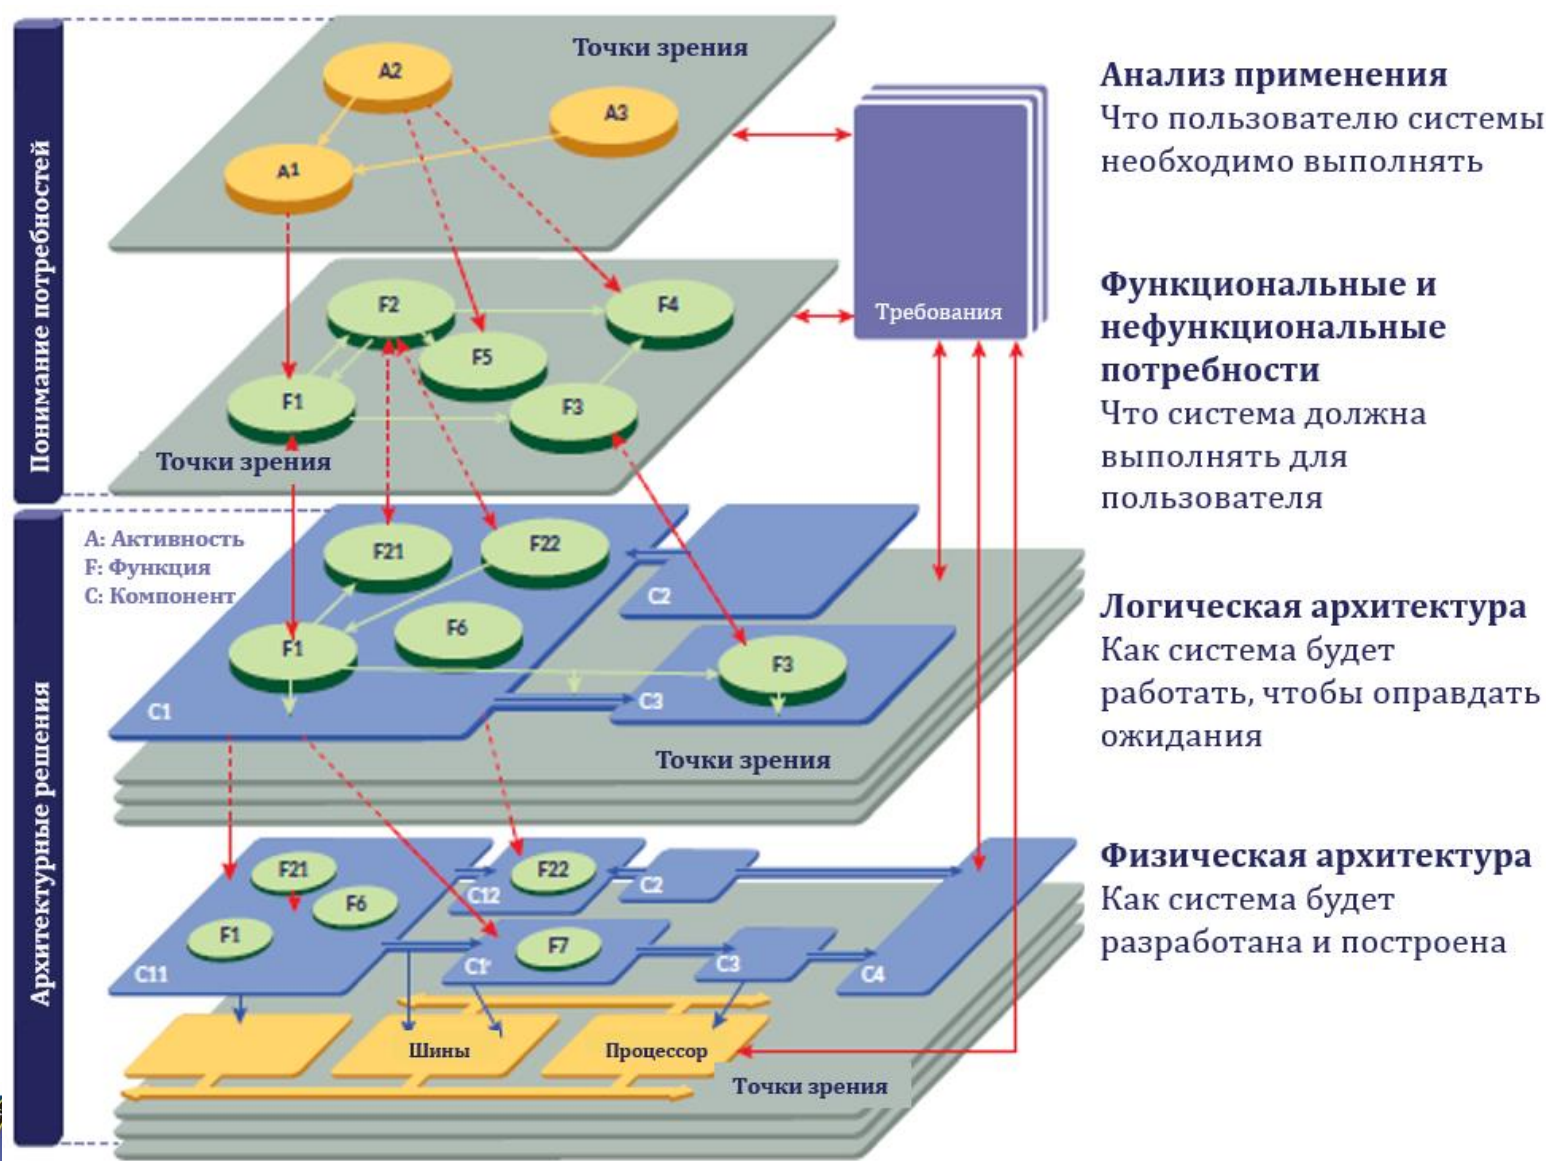 Понимание потребностей
Точки зрения
A2
A3
A1
Требования
F2
F4
F5
F1
F3
Точки зрения
Архитектурные решения
A: Активность
F: Функция
C: Компонент
F21
F22
C2
F6
F1
F3
C1
C3
Точки зрения
F21
F22
C2
C12
F6
F1
F7
C11
C1'
C3
C4
Шины
Процессор
Точки зрения
Анализ применения
Что пользователю системы
необходимо выполнять
Функциональные и
нефункциональные
потребности
Что система должна
выполнять для
пользователя
Логическая архитектура
Как система будет
работать, чтобы оправдать
ожидания
Физическая архитектура
Как система будет
разработана и построена